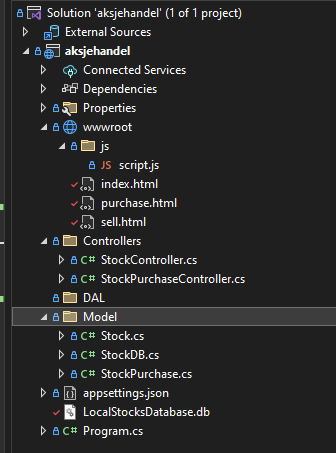 Solution 'aksjehandel' (1 of 1 project)
External Sources
aksjehandel
Connected Services
Dependencies
Properties
wwwroot
js
JS script.js
index.html
purchase.html
sell.html
Controllers
C# StockController.cs
C# StockPurchaseController.cs
DAL
Model
C# Stock.cs
C# StockDB.cs
C# StockPurchase.cs
appsettings.json
LocalStocksDatabase.db
C# Program.cs